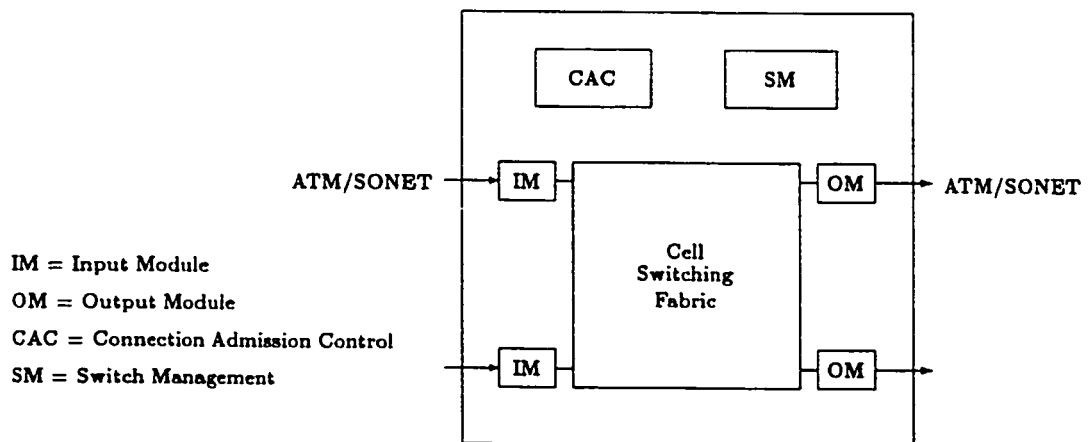 CAC
SM
ATM/SONET
IM
OM
ATM/SONET
Cell
Switching
Fabric
IM = Input Module
OM = Output Module
CAC = Connection Admission Control
SM = Switch Management
IM
OM